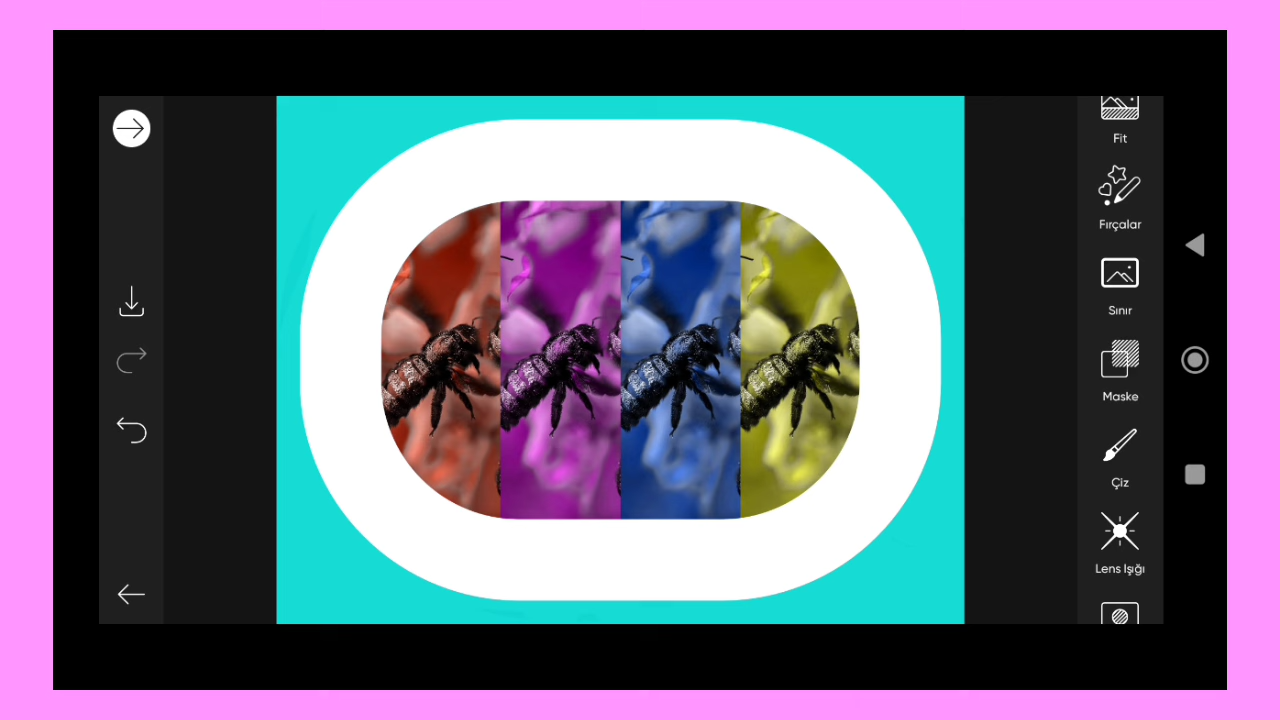 Fit
Fırçalar
Sınır
Maske
Çiz
Lens Işığı